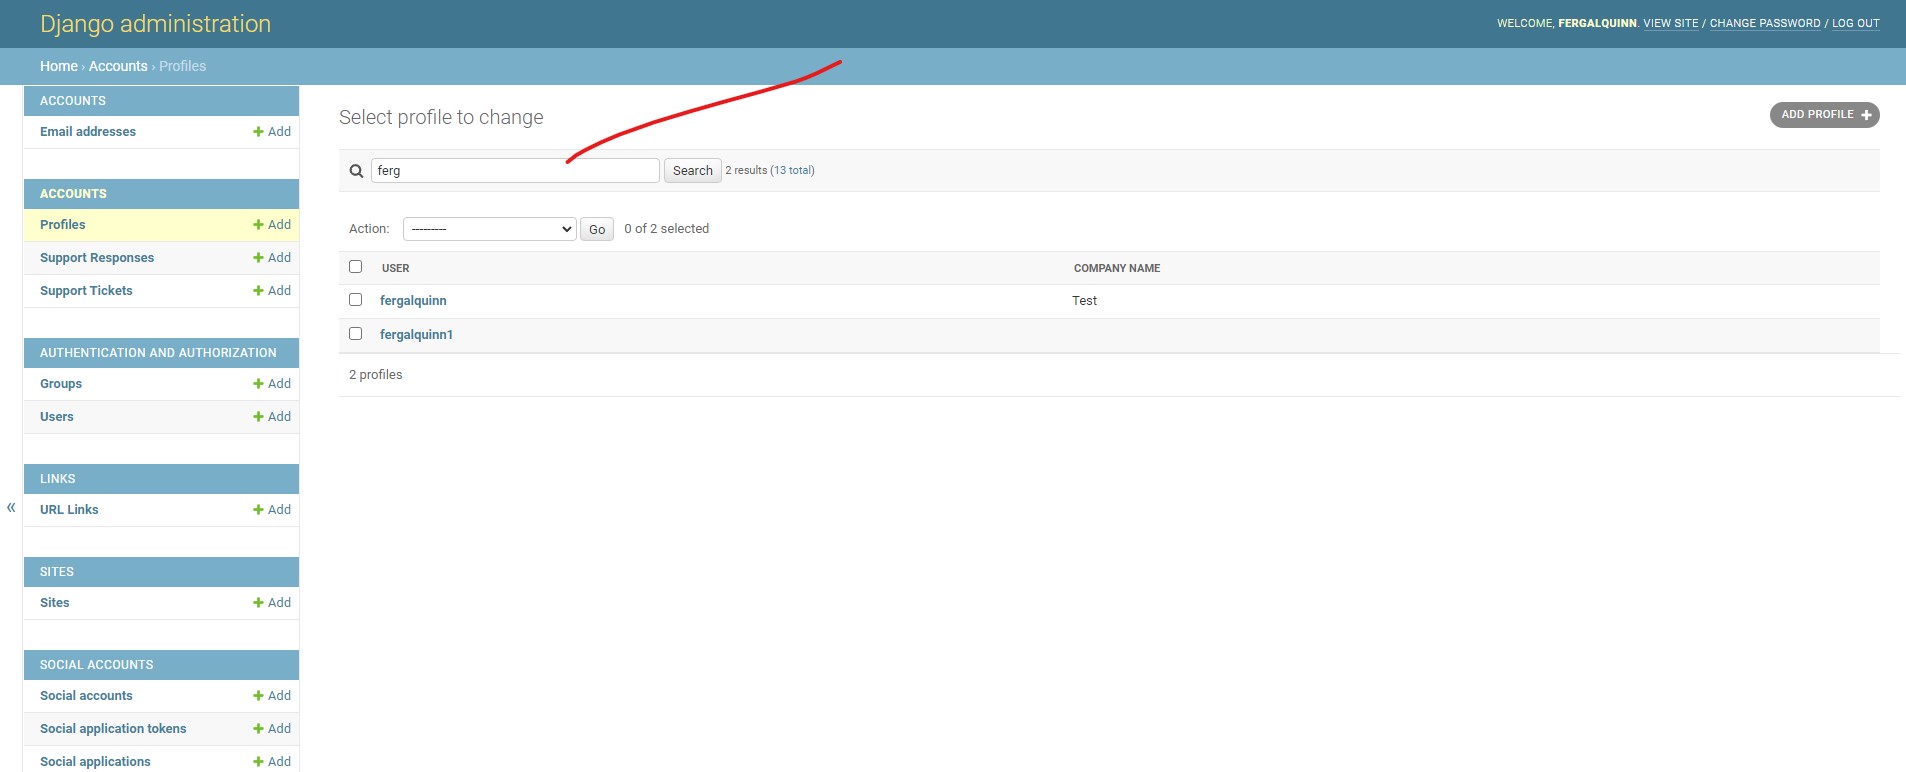 Django administration
WELCOME, FERGALQUINN. VIEW SITE / CHANGE PASSWORD / LOG OUT
Home › Accounts › Profiles
ACCOUNTS
Email addresses + Add
ACCOUNTS
Profiles + Add
Support Responses + Add
Support Tickets + Add
AUTHENTICATION AND AUTHORIZATION
Groups + Add
Users + Add
LINKS
URL Links + Add
SITES
Sites + Add
SOCIAL ACCOUNTS
Social accounts + Add
Social application tokens + Add
Social applications + Add
«
Select profile to change
ADD PROFILE +
ferg Search 2 results (13 total)
Action: --------- Go 0 of 2 selected
USER COMPANY NAME
fergalquinn Test
fergalquinn1
2 profiles